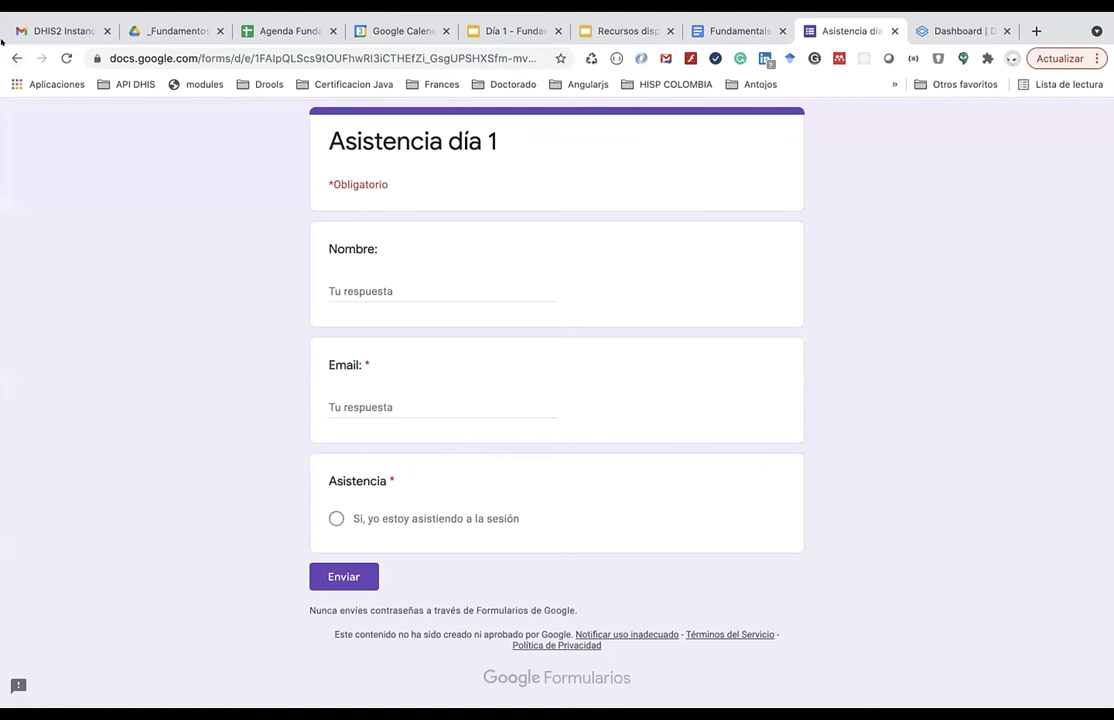 DHIS2 Instanc
_Fundamentos
Agenda Funda
Google Calend
Día 1 - Fundar
Recursos disp
Fundamentals
Asistencia día
Dashboard | D
docs.google.com/forms/d/e/1FAIpQLScs9tOUFhwRl3iCTHEfZi_GsgUPSHXSfm-mv...
Actualizar
Aplicaciones
API DHIS
modules
Drools
Certificacion Java
Frances
Doctorado
Angularjs
HISP COLOMBIA
Antojos
»
Otros favoritos
Lista de lectura
Asistencia día 1
*Obligatorio
Nombre:
Tu respuesta
Email: *
Tu respuesta
Asistencia *
Si, yo estoy asistiendo a la sesión
Enviar
Nunca envíes contraseñas a través de Formularios de Google.
Este contenido no ha sido creado ni aprobado por Google. Notificar uso inadecuado - Términos del Servicio -
Política de Privacidad
Google Formularios